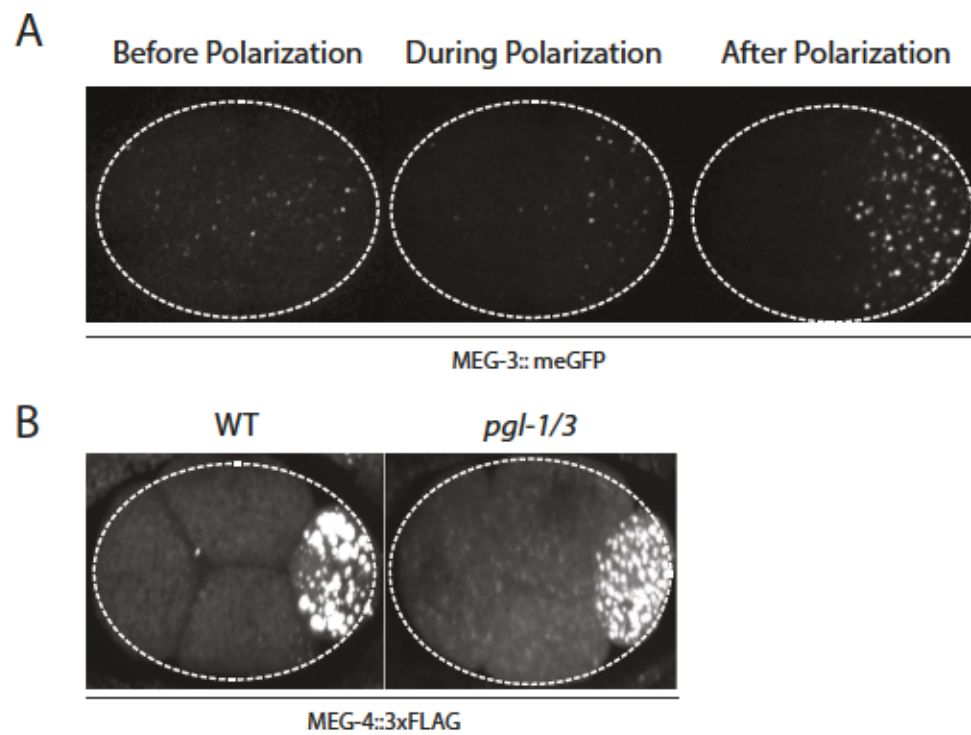 A
Before Polarization During Polarization After Polarization
MEG-3:: meGFP
B
WT pgl-1/3
MEG-4::3xFLAG